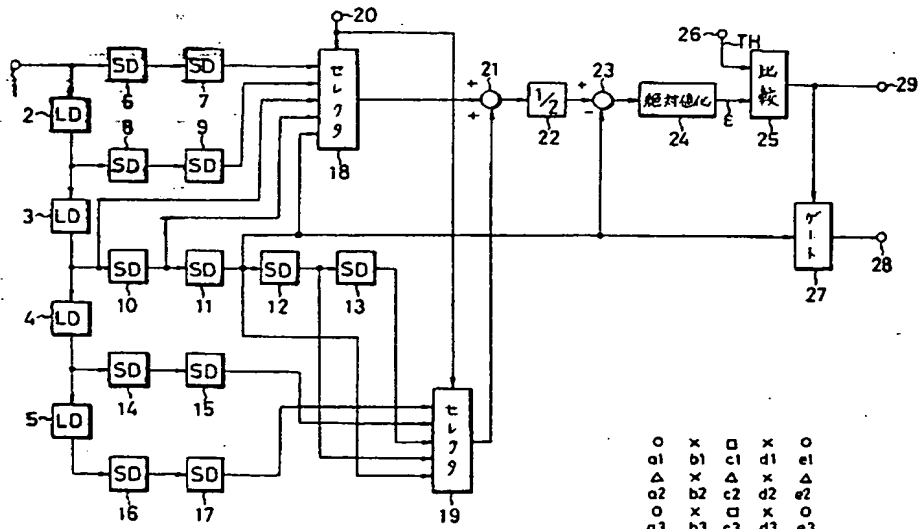 20
26 TH
SD SD
6 7
セレクタ
18
21
+
+
1/2
22
23
+
-
絶対値化
24
ε
比較
25
29
2 LD
8 9
SD SD
3 LD
SD SD SD SD
10 11 12 13
ゲート
27
28
4 LD
SD SD
14 15
5 LD
セレクタ
19
SD SD
16 17
○ × □ × ○
a1 b1 c1 d1 e1
△ × △ × △
a2 b2 c2 d2 e2
○ × □ × ○
a3 b3 c3 d3 e3